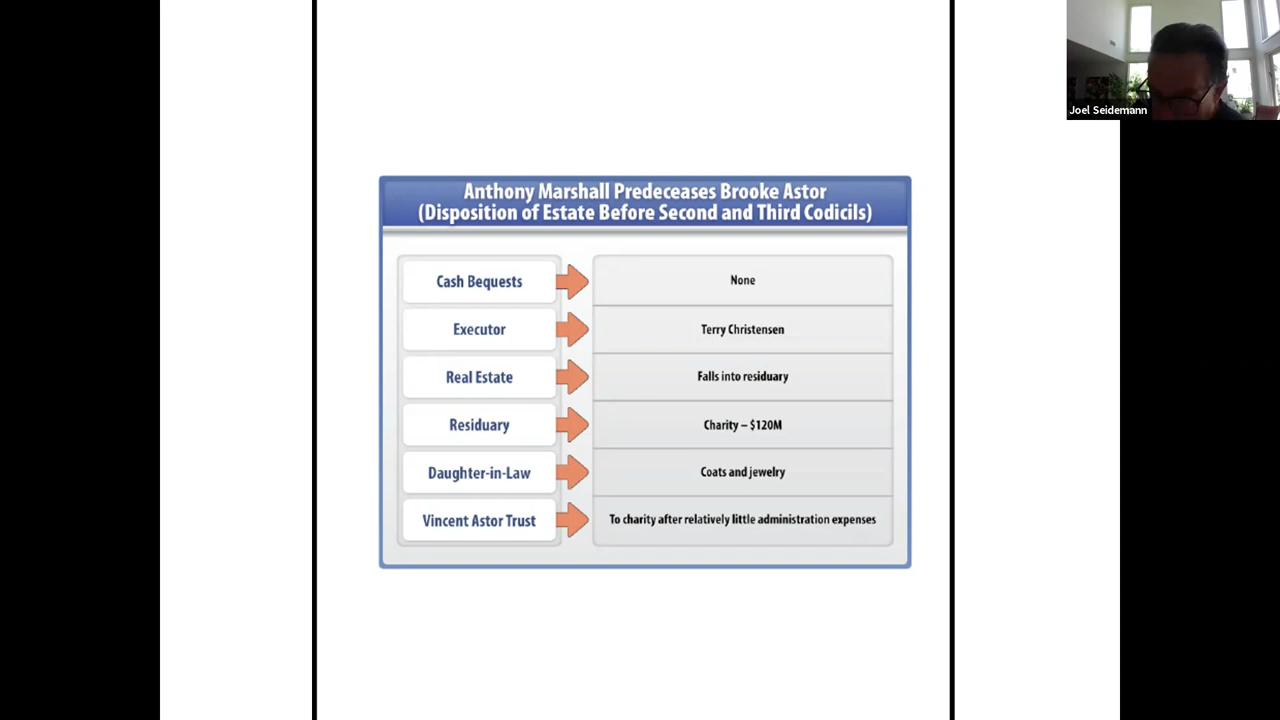 Anthony Marshall Predeceases Brooke Astor
(Disposition of Estate Before Second and Third Codicils)
Cash Bequests
None
Executor
Terry Christensen
Real Estate
Falls into residuary
Residuary
Charity – $120M
Daughter-in-Law
Coats and jewelry
Vincent Astor Trust
To charity after relatively little administration expenses
Joel Seidemann